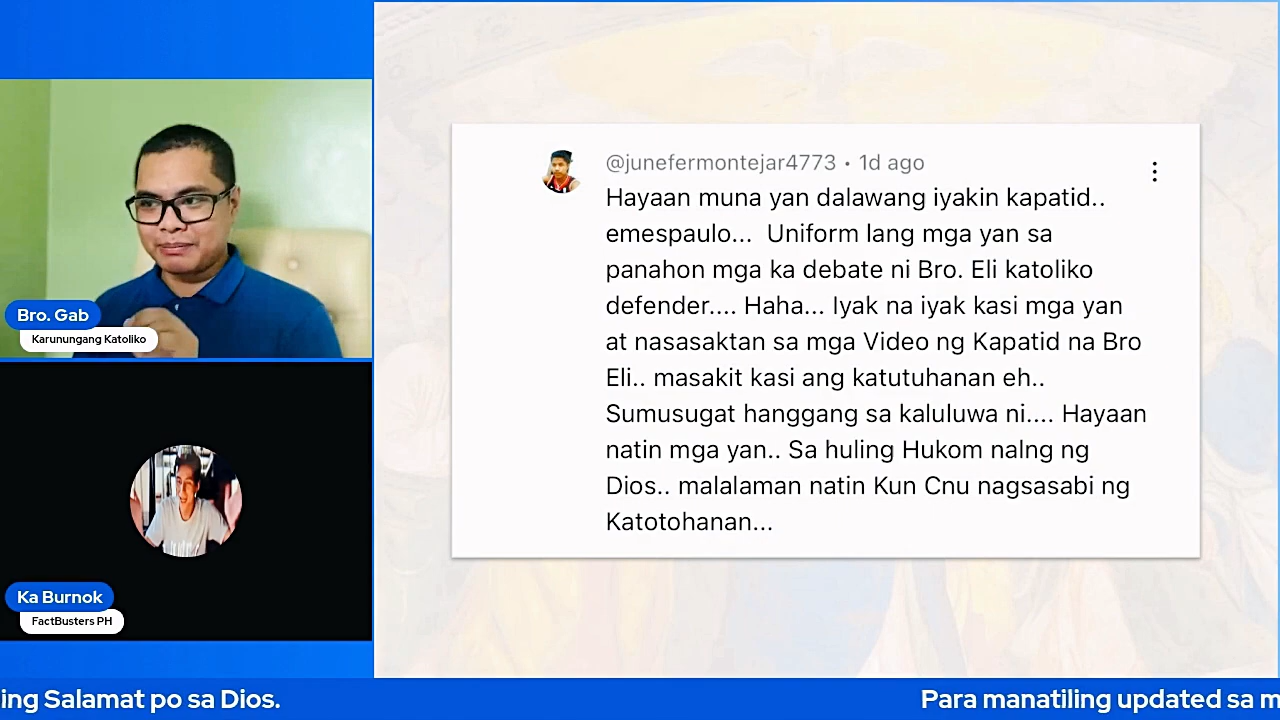 Bro. Gab
Karunungang Katoliko
Ka Burnok
FactBusters PH
@junefermontejar4773 • 1d ago
Hayaan muna yan dalawang iyakin kapatid..
emespaulo... Uniform lang mga yan sa
panahon mga ka debate ni Bro. Eli katoliko
defender.... Haha... Iyak na iyak kasi mga yan
at nasasaktan sa mga Video ng Kapatid na Bro
Eli.. masakit kasi ang katutuhanan eh..
Sumusugat hanggang sa kaluluwa ni.... Hayaan
natin mga yan.. Sa huling Hukom nalng ng
Dios.. malalaman natin Kun Cnu nagsasabi ng
Katotohanan...
ing Salamat po sa Dios.
Para manatiling updated sa m